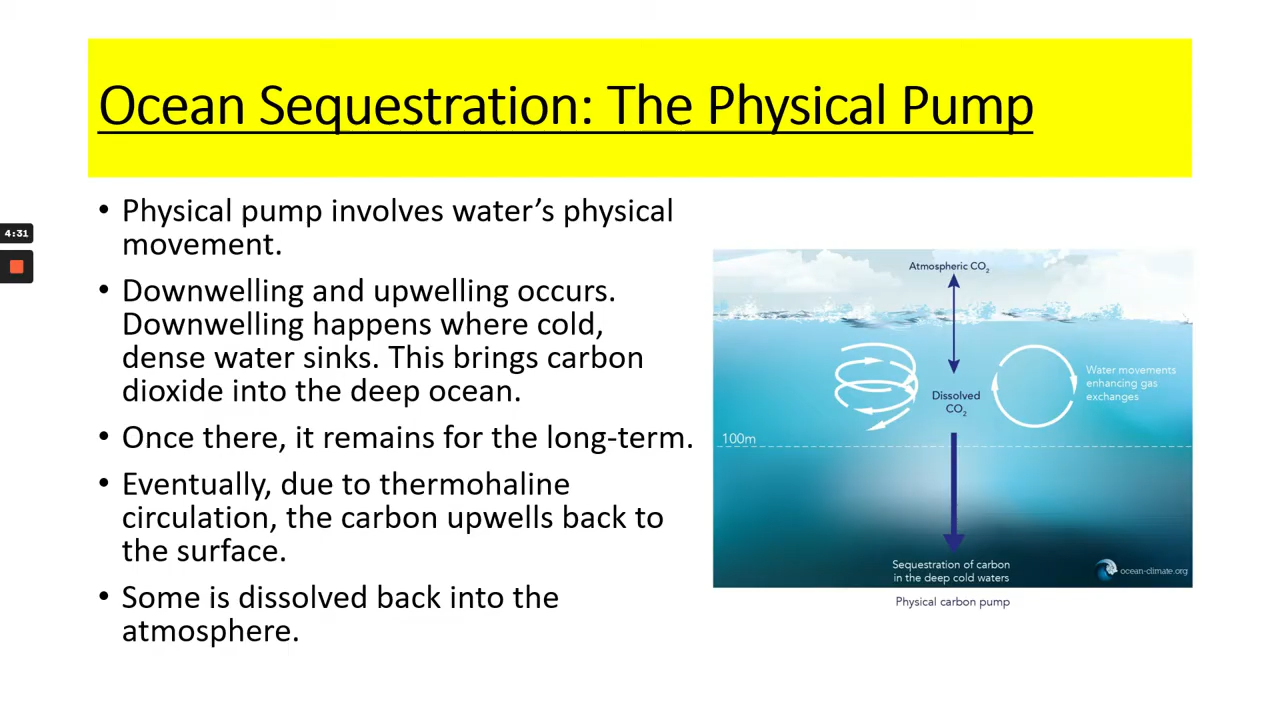 Ocean Sequestration: The Physical Pump
4:31
• Physical pump involves water’s physical
movement.
• Downwelling and upwelling occurs.
Downwelling happens where cold,
dense water sinks. This brings carbon
dioxide into the deep ocean.
• Once there, it remains for the long-term.
• Eventually, due to thermohaline
circulation, the carbon upwells back to
the surface.
• Some is dissolved back into the
atmosphere.
Atmospheric CO₂
Water movements
enhancing gas
exchanges
Dissolved
CO₂
100m
Sequestration of carbon
in the deep cold waters
ocean-climate.org
Physical carbon pump